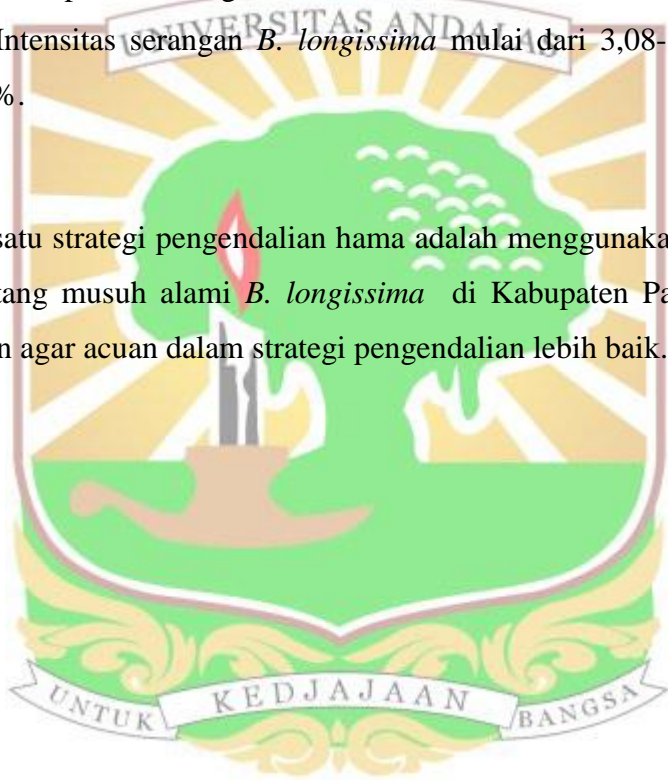 UNIVERSITAS ANDALAS
Intensitas serangan B. longissima mulai dari 3,08-
%.
satu strategi pengendalian hama adalah menggunaka
tang musuh alami B. longissima di Kabupaten Pa
n agar acuan dalam strategi pengendalian lebih baik.
UNTUK KEDJAJAAN BANGSA